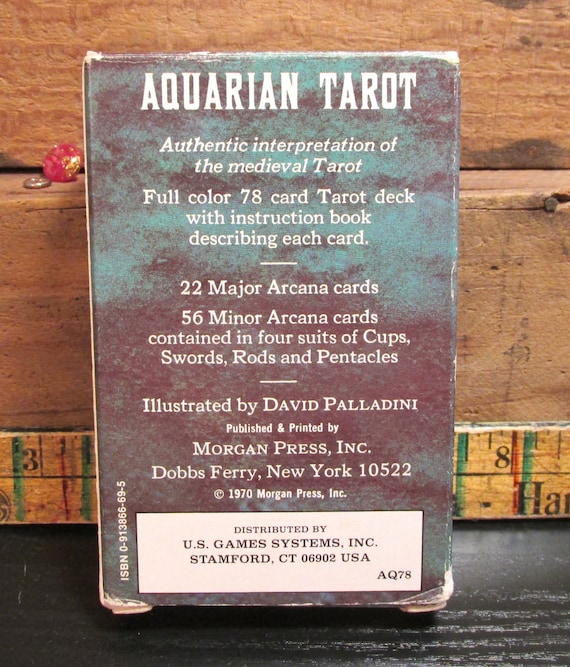 AQUARIAN TAROT
Authentic interpretation of
the medieval Tarot
Full color 78 card Tarot deck
with instruction book
describing each card.
22 Major Arcana cards
56 Minor Arcana cards
contained in four suits of Cups,
Swords, Rods and Pentacles
Illustrated by DAVID PALLADINI
Published & Printed by
MORGAN PRESS, INC.
Dobbs Ferry, New York 10522
© 1970 Morgan Press, Inc.
ISBN 0-913866-69-5
DISTRIBUTED BY
U.S. GAMES SYSTEMS, INC.
STAMFORD, CT 06902 USA
AQ78
3
8